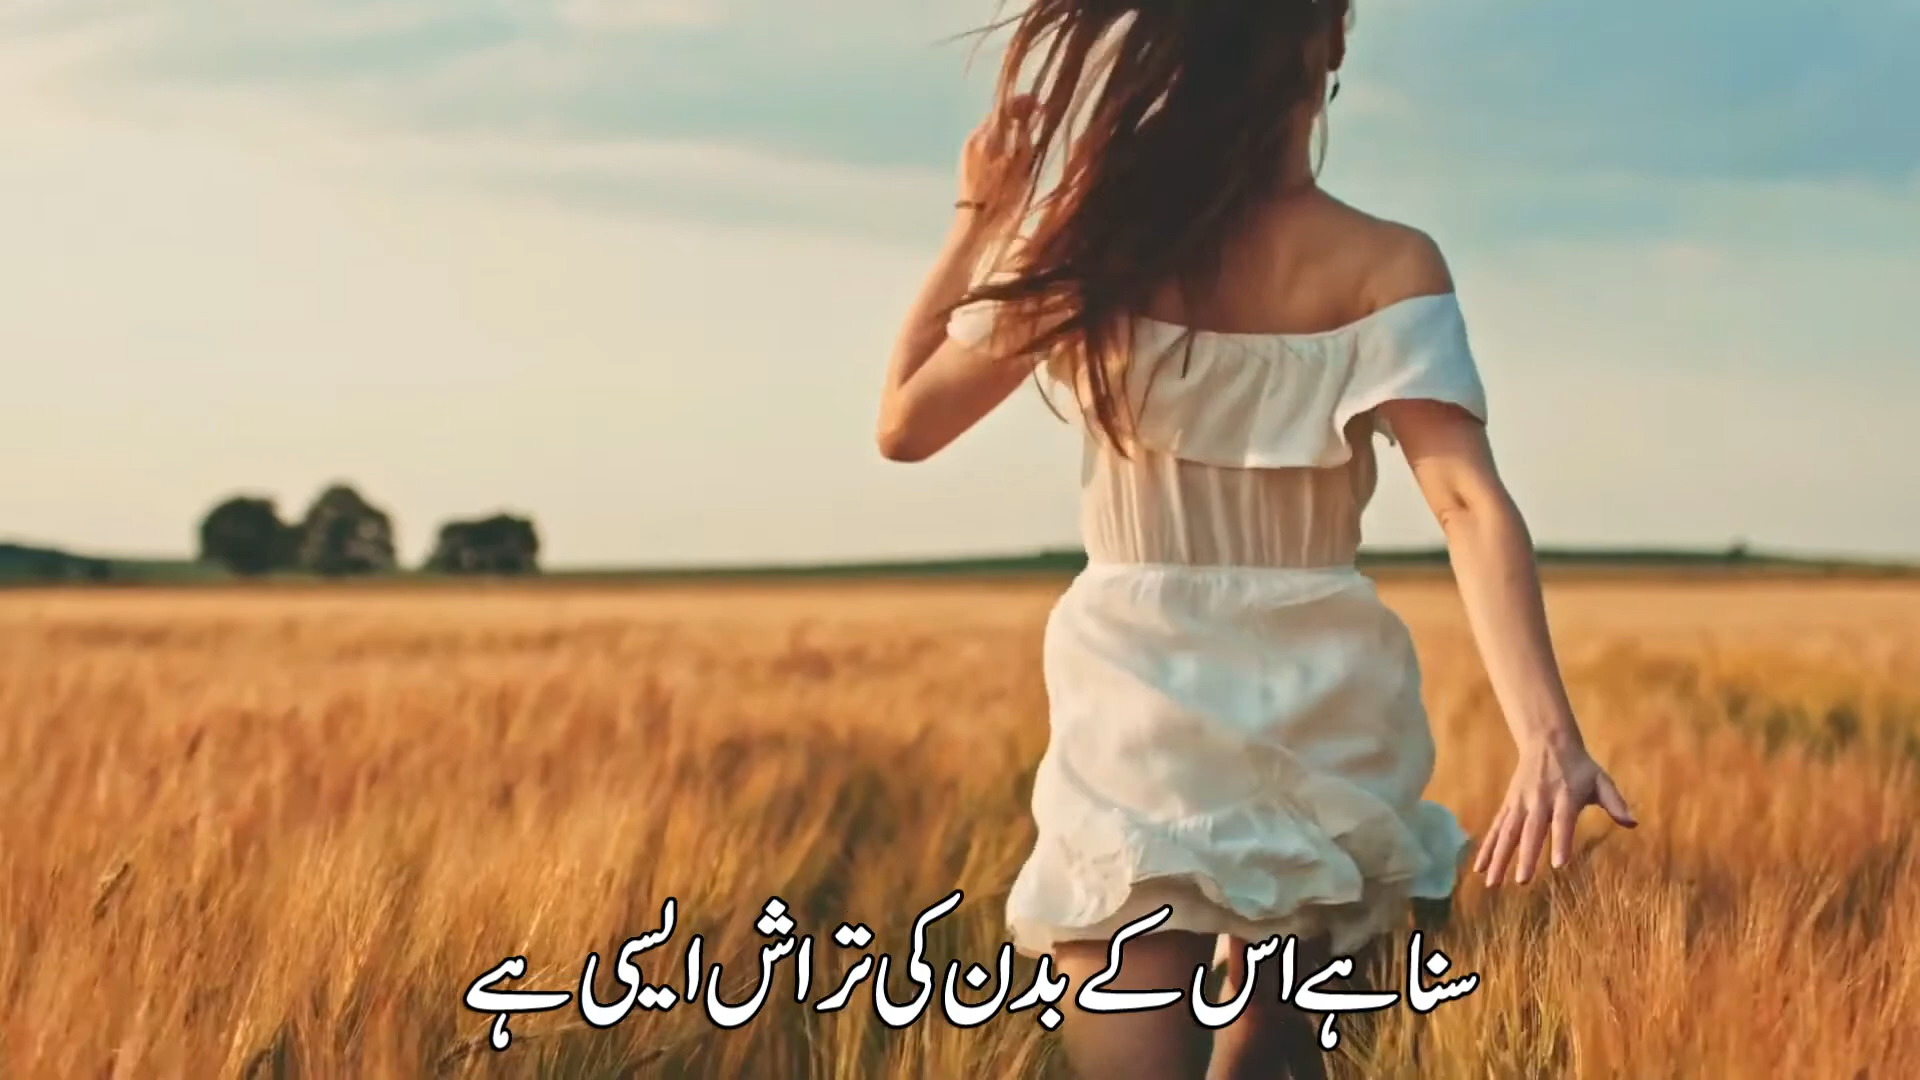 سنا ہے اس کے بدن کی تراش ایسی ہے